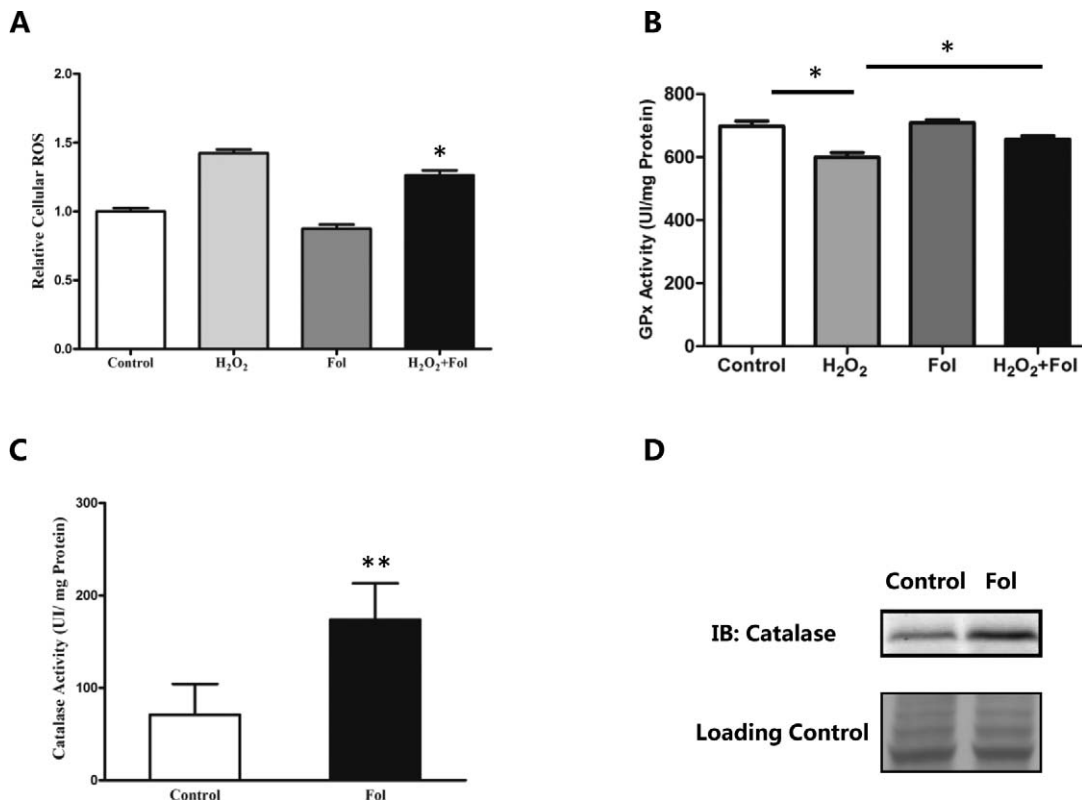 A
Relative Cellular ROS
2.0
1.5
1.0
0.5
0.0
*
Control H₂O₂ Fol H₂O₂+Fol
B
GPx Activity (UI/mg Protein)
800
600
400
200
0
*
*
Control H₂O₂ Fol H₂O₂+Fol
C
Catalase Activity (UI/ mg Protein)
300
200
100
0
**
Control Fol
D
Control Fol
IB: Catalase
Loading Control